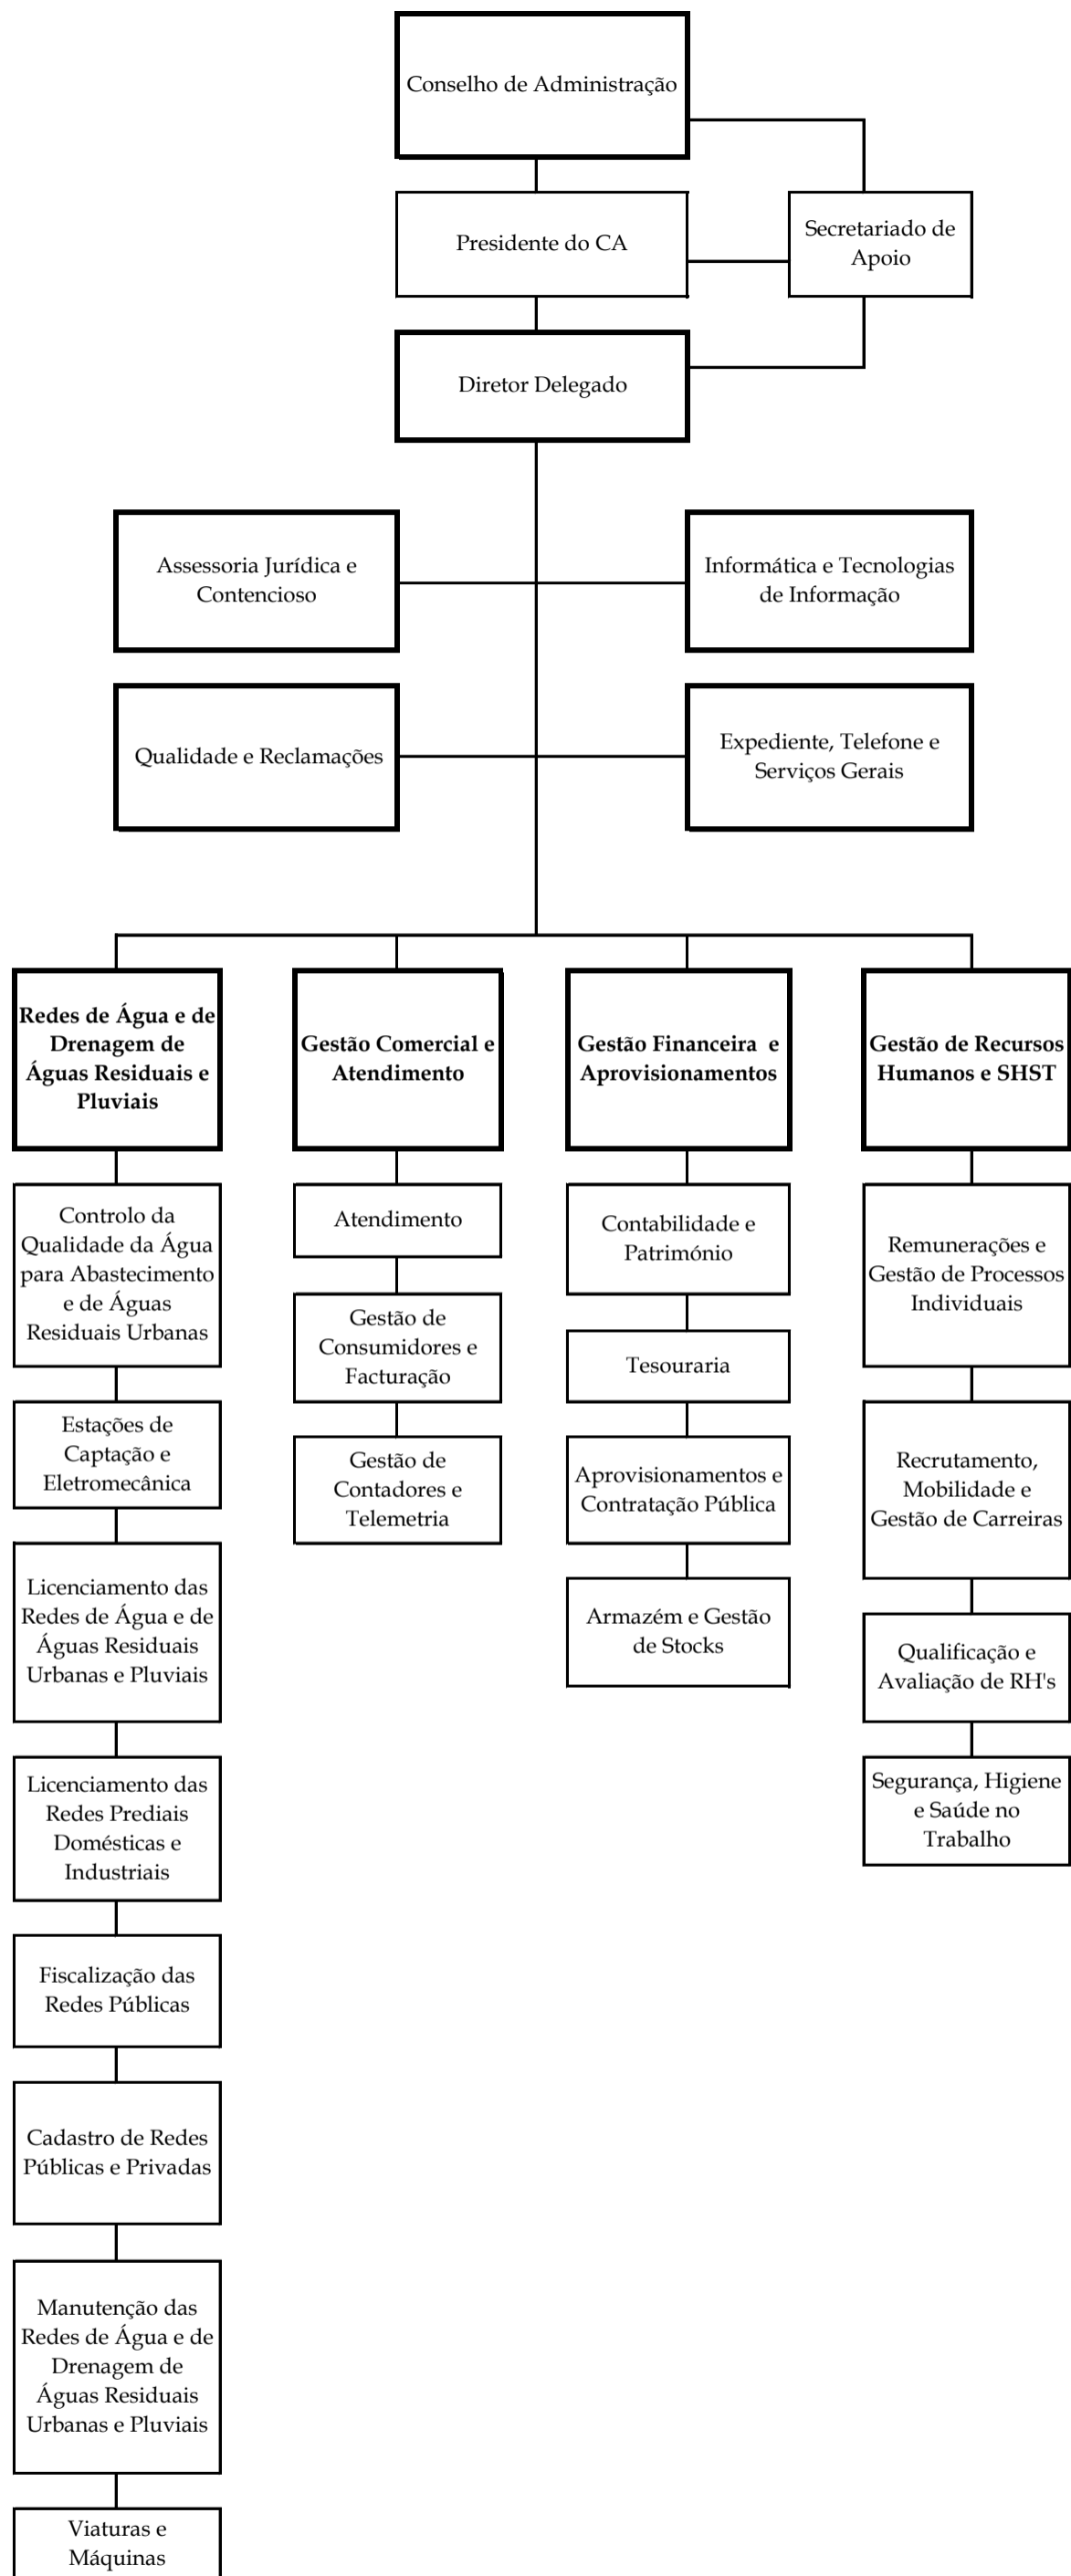 Conselho de Administração
Presidente do CA
Secretariado de
Apoio
Diretor Delegado
Assessoria Jurídica e
Contencioso
Informática e Tecnologias
de Informação
Qualidade e Reclamações
Expediente, Telefone e
Serviços Gerais
Redes de Água e de
Drenagem de
Águas Residuais e
Pluviais
Controlo da
Qualidade da Água
para Abastecimento
e de Águas
Residuais Urbanas
Estações de
Captação e
Eletromecânica
Licenciamento das
Redes de Água e de
Águas Residuais
Urbanas e Pluviais
Licenciamento das
Redes Prediais
Domésticas e
Industriais
Fiscalização das
Redes Públicas
Cadastro de Redes
Públicas e Privadas
Manutenção das
Redes de Água e de
Drenagem de
Águas Residuais
Urbanas e Pluviais
Viaturas e
Máquinas
Gestão Comercial e
Atendimento
Atendimento
Gestão de
Consumidores e
Facturação
Gestão de
Contadores e
Telemetria
Gestão Financeira  e
Aprovisionamentos
Contabilidade e
Património
Tesouraria
Aprovisionamentos e
Contratação Pública
Armazém e Gestão
de Stocks
Gestão de Recursos
Humanos e SHST
Remunerações e
Gestão de Processos
Individuais
Recrutamento,
Mobilidade e
Gestão de Carreiras
Qualificação e
Avaliação de RH's
Segurança, Higiene
e Saúde no
Trabalho